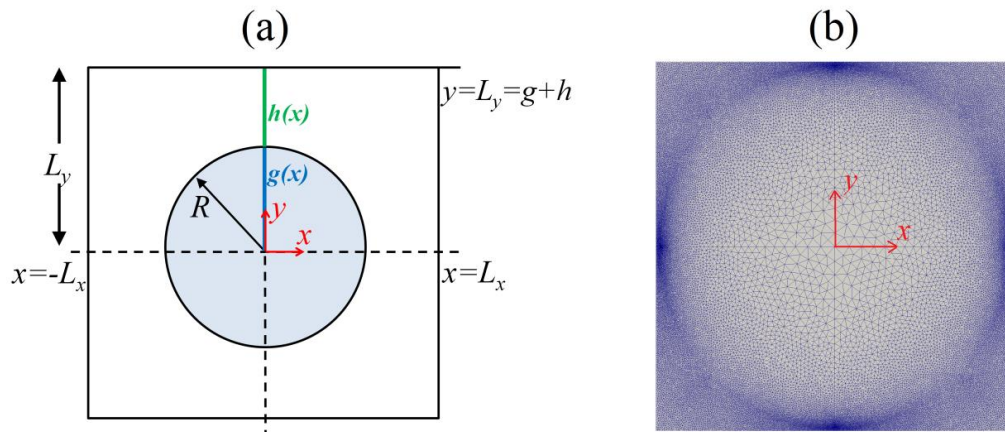 (a)
(b)
y=L_y=g+h
h(x)
L_y
g(x)
R
y
x
x=-L_x
x=L_x
y
x